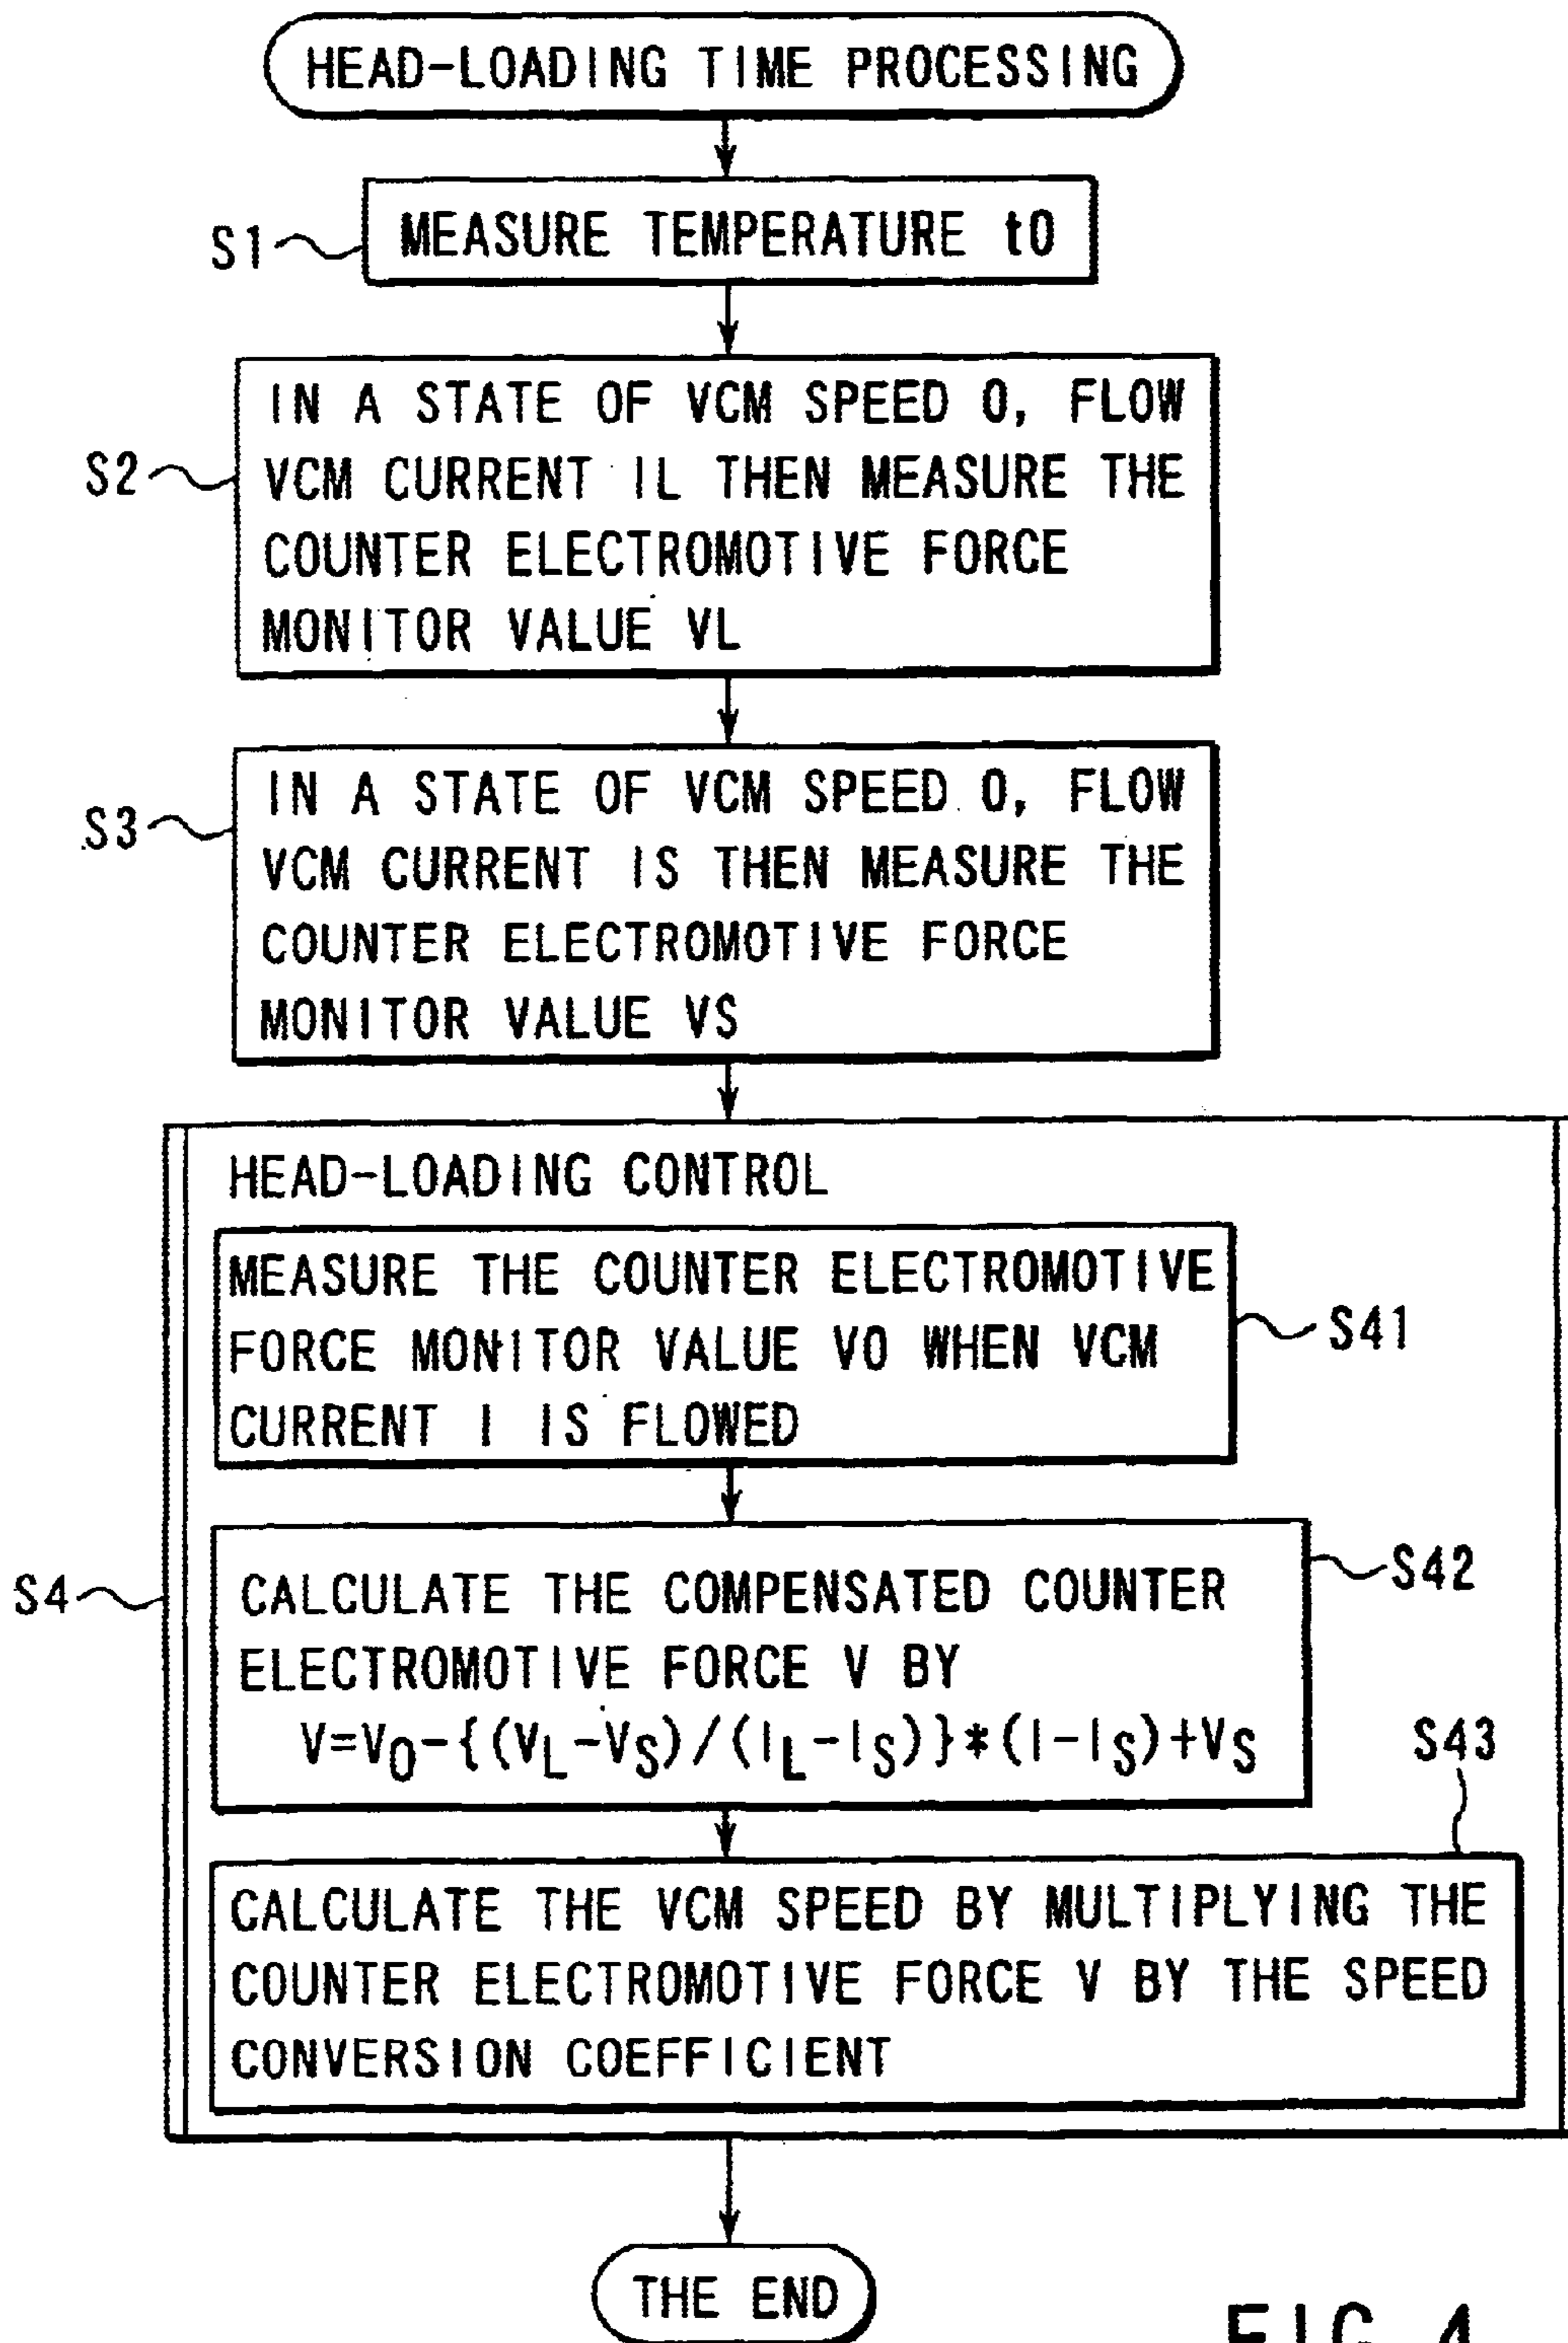 HEAD-LOADING TIME PROCESSING
S1
MEASURE TEMPERATURE t0
S2
IN A STATE OF VCM SPEED 0, FLOW
VCM CURRENT IL THEN MEASURE THE
COUNTER ELECTROMOTIVE FORCE
MONITOR VALUE VL
S3
IN A STATE OF VCM SPEED 0, FLOW
VCM CURRENT IS THEN MEASURE THE
COUNTER ELECTROMOTIVE FORCE
MONITOR VALUE VS
S4
HEAD-LOADING CONTROL
MEASURE THE COUNTER ELECTROMOTIVE
FORCE MONITOR VALUE V0 WHEN VCM
CURRENT I IS FLOWED
S41
CALCULATE THE COMPENSATED COUNTER
ELECTROMOTIVE FORCE V BY
V=V0-{(VL-VS)/(IL-IS)}*(I-IS)+VS
S42
S43
CALCULATE THE VCM SPEED BY MULTIPLYING THE
COUNTER ELECTROMOTIVE FORCE V BY THE SPEED
CONVERSION COEFFICIENT
THE END
FIG. 4